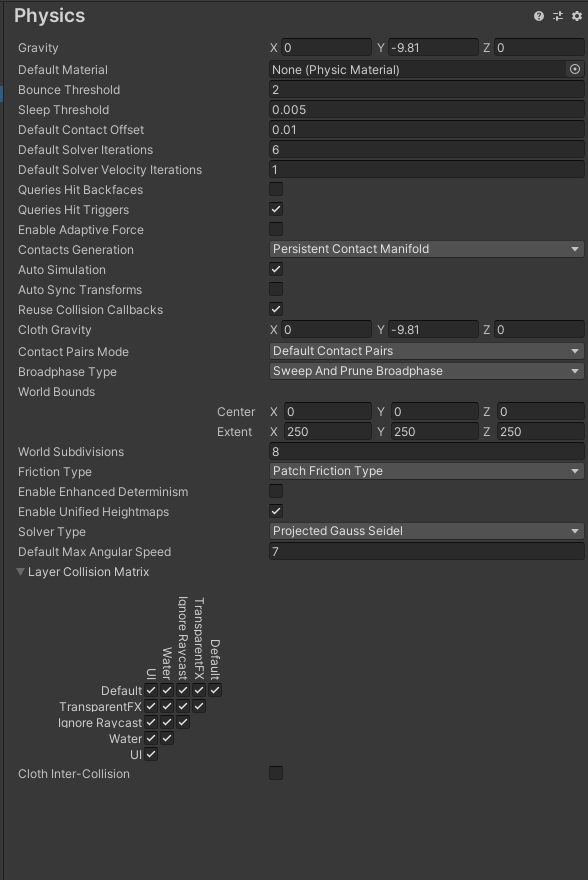 Physics
Gravity X 0 Y -9.81 Z 0
Default Material None (Physic Material)
Bounce Threshold 2
Sleep Threshold 0.005
Default Contact Offset 0.01
Default Solver Iterations 6
Default Solver Velocity Iterations 1
Queries Hit Backfaces
Queries Hit Triggers
Enable Adaptive Force
Contacts Generation Persistent Contact Manifold
Auto Simulation
Auto Sync Transforms
Reuse Collision Callbacks
Cloth Gravity X 0 Y -9.81 Z 0
Contact Pairs Mode Default Contact Pairs
Broadphase Type Sweep And Prune Broadphase
World Bounds
Center X 0 Y 0 Z 0
Extent X 250 Y 250 Z 250
World Subdivisions 8
Friction Type Patch Friction Type
Enable Enhanced Determinism
Enable Unified Heightmaps
Solver Type Projected Gauss Seidel
Default Max Angular Speed 7
Layer Collision Matrix
UI
Water
Ignore Raycast
TransparentFX
Default
Default
TransparentFX
Ignore Raycast
Water
UI
Cloth Inter-Collision